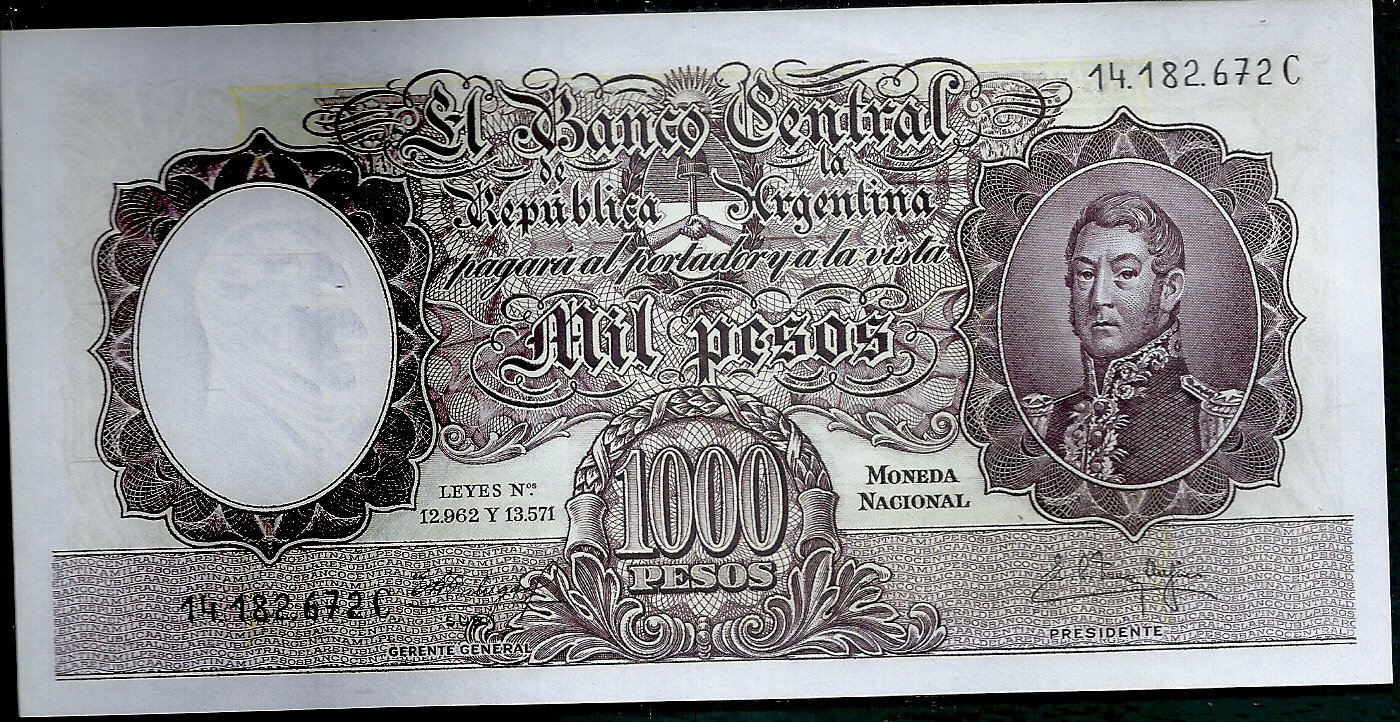 14.182.672 C
El Banco Central
de la
República Argentina
pagará al portador y a la vista
Mil pesos
LEYES Nos.
12.962 Y 13.571
1000
PESOS
MONEDA
NACIONAL
14.182.672 C
SUB
GERENTE GENERAL
PRESIDENTE